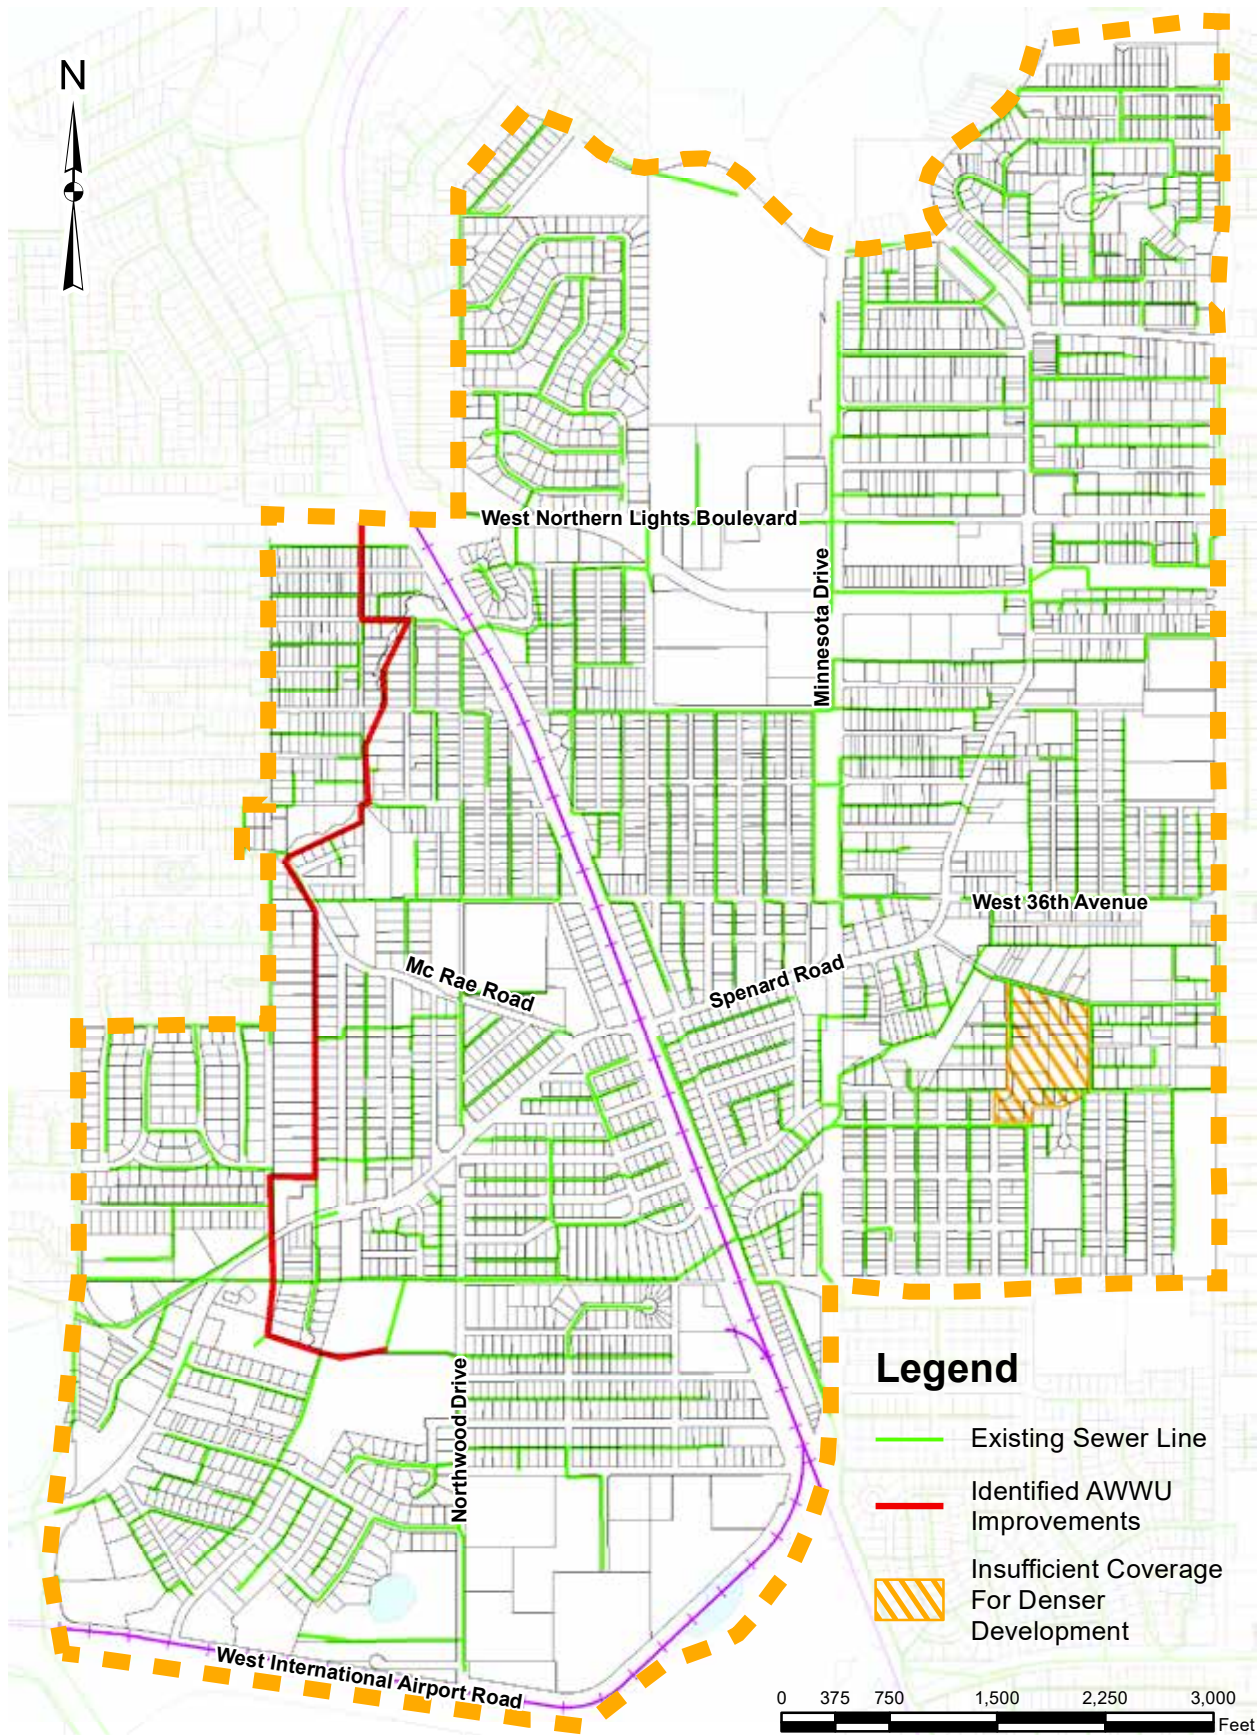 N
West Northern Lights Boulevard
Minnesota Drive
West 36th Avenue
Mc Rae Road
Spenard Road
Northwood Drive
West International Airport Road
Legend
Existing Sewer Line
Identified AWWU
Improvements
Insufficient Coverage
For Denser
Development
0 375 750 1,500 2,250 3,000
Feet